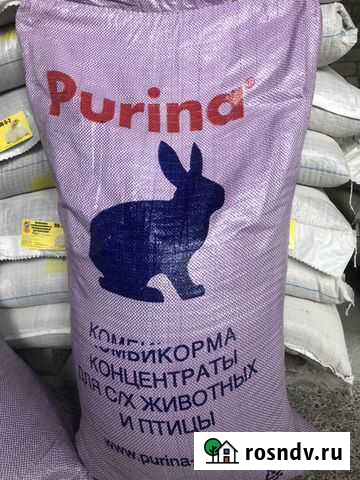 Purina®
КОМБИКОРМА
КОНЦЕНТРАТЫ
ДЛЯ С/Х ЖИВОТНЫХ
И ПТИЦЫ
www.purina-
rosndv.ru